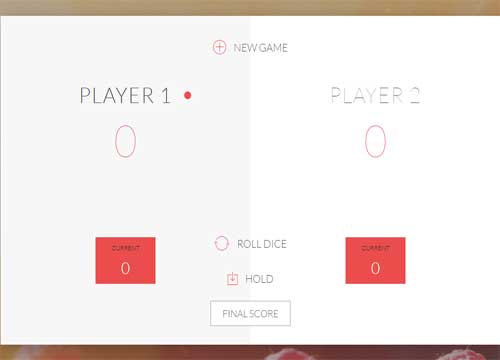 NEW GAME
PLAYER 1
PLAYER 2
0
0
CURRENT
0
CURRENT
0
ROLL DICE
HOLD
FINAL SCORE